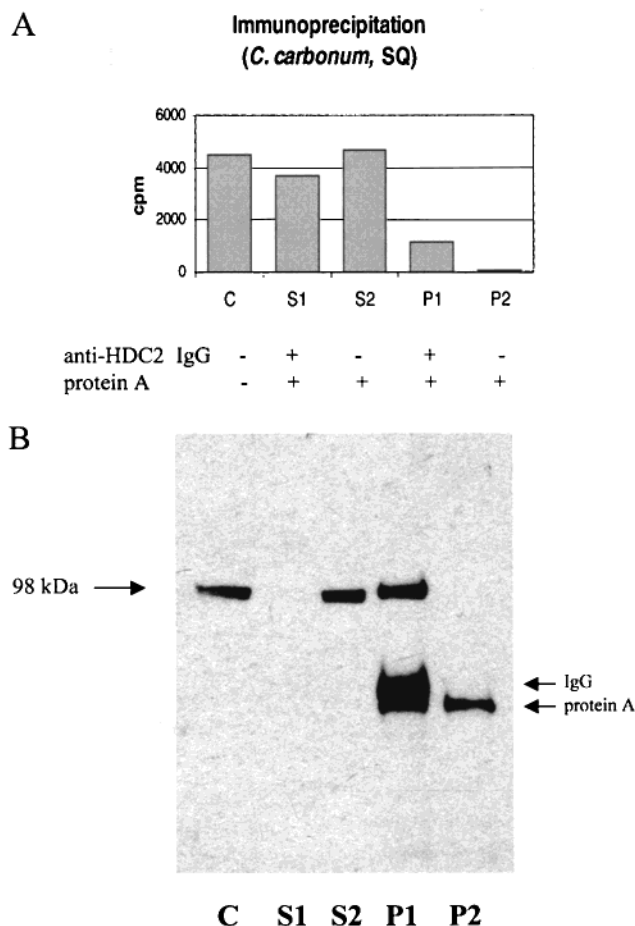 A
Immunoprecipitation
(C. carbonum, SQ)
6000
4000
2000
0
cpm
C S1 S2 P1 P2
anti-HDC2 IgG - + - + -
protein A - + + + +
B
98 kDa
IgG
protein A
C S1 S2 P1 P2